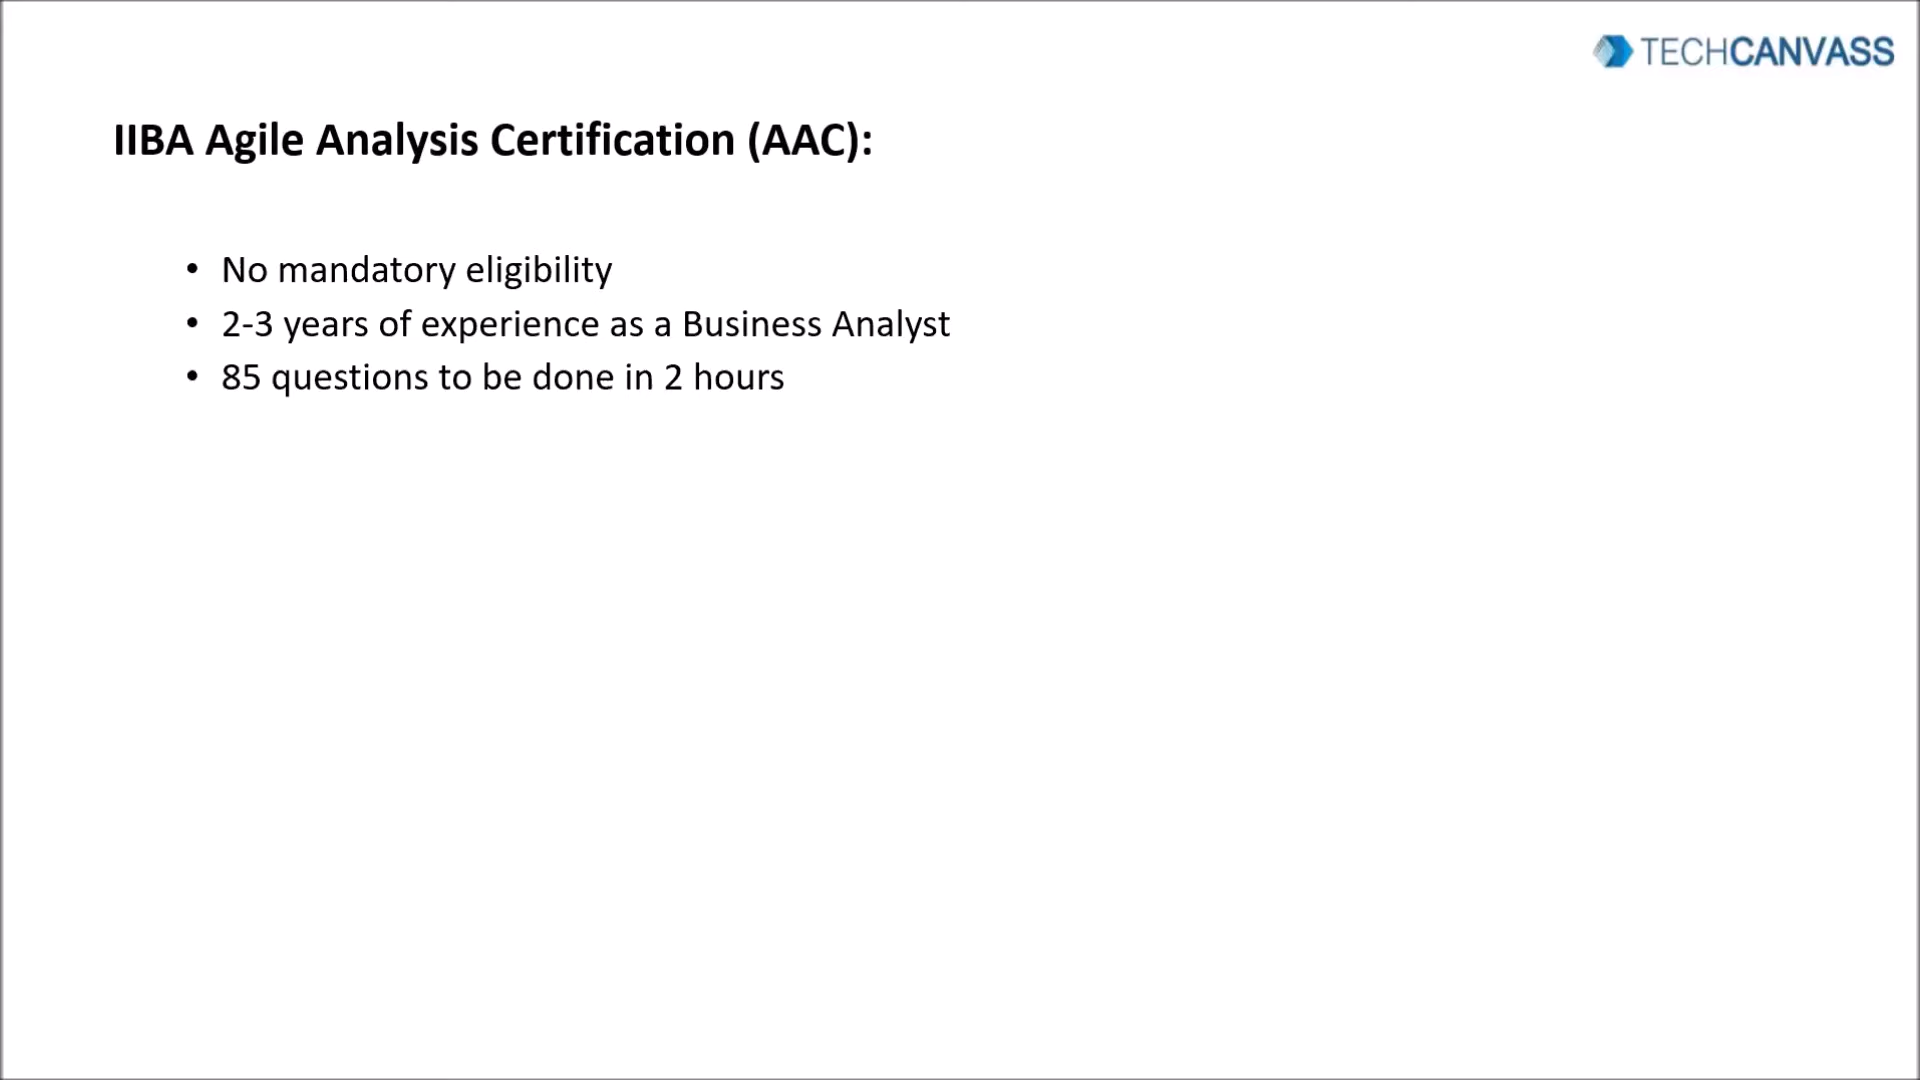 TECHCANVASS
IIBA Agile Analysis Certification (AAC):
• No mandatory eligibility
• 2-3 years of experience as a Business Analyst
• 85 questions to be done in 2 hours